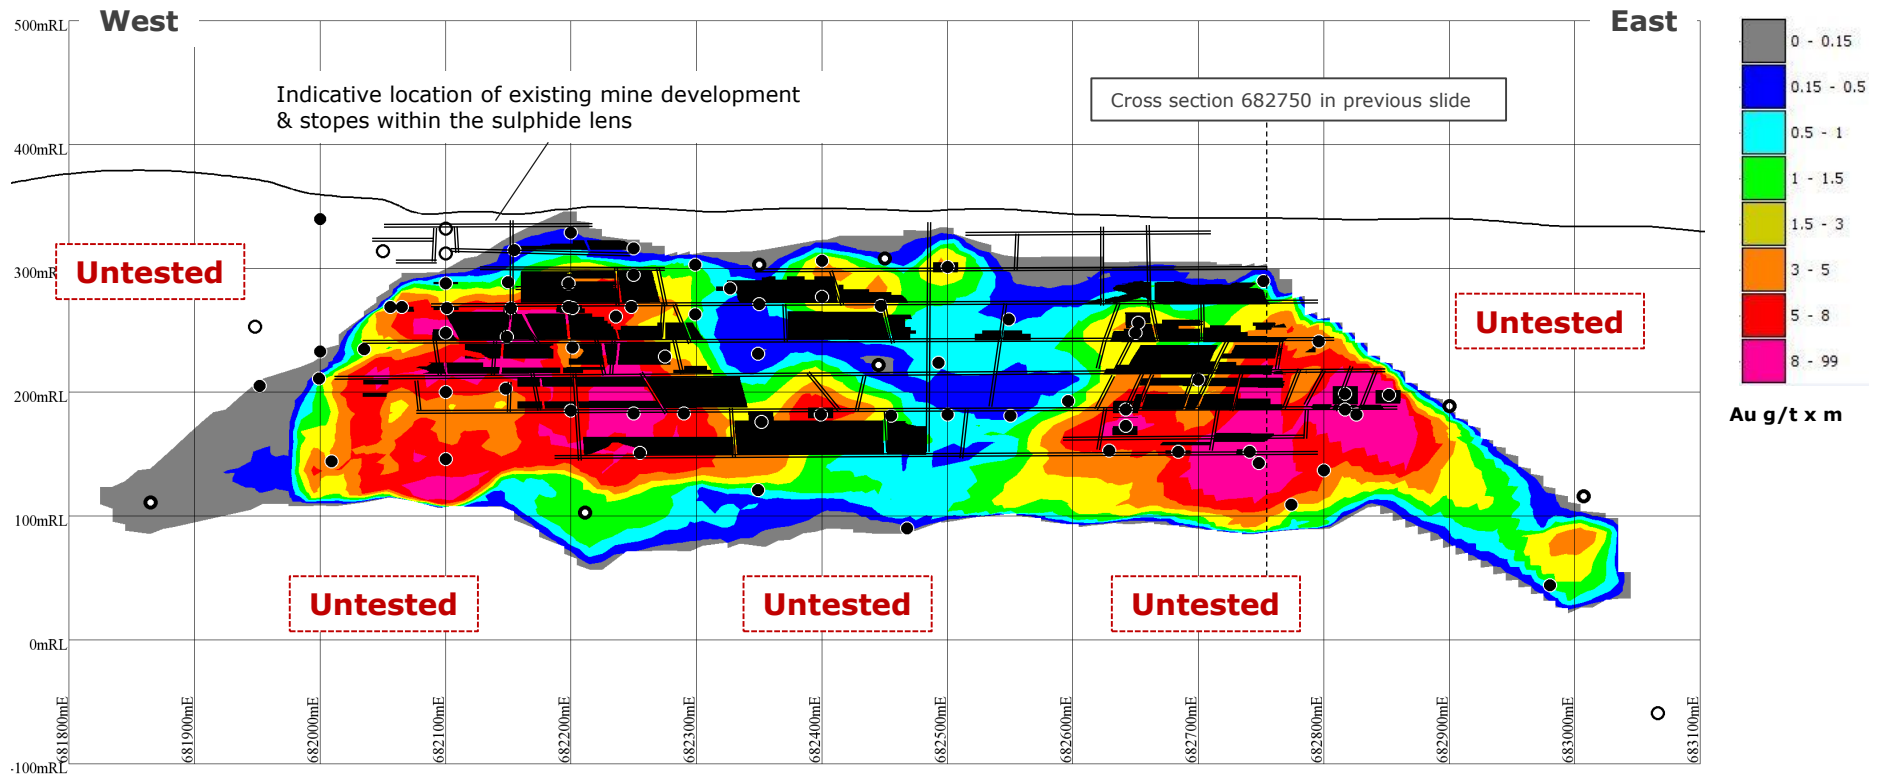 West
East
500mRL
Indicative location of existing mine development
& stopes within the sulphide lens
Cross section 682750 in previous slide
0 - 0.15
0.15 - 0.5
0.5 - 1
1 - 1.5
1.5 - 3
3 - 5
5 - 8
8 - 99
Au g/t x m
400mRL
Untested
300mR
Untested
200mRL
100mRL
Untested
Untested
Untested
0mRL
681800mE
681900mE
682000mE
682100mE
682200mE
682300mE
682400mE
682500mE
682600mE
682700mE
682800mE
682900mE
683000mE
683100mE
-100mRL